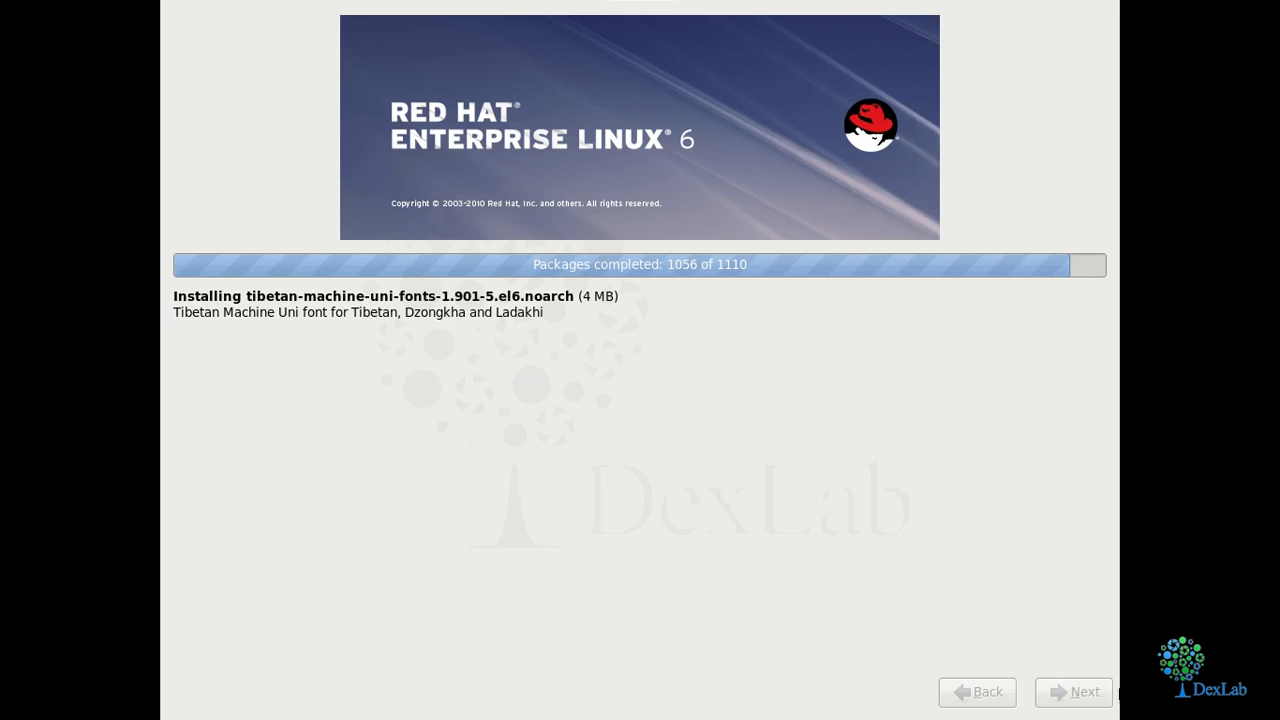 RED HAT®
ENTERPRISE LINUX® 6
Copyright © 2003-2010 Red Hat, Inc. and others. All rights reserved.
Packages completed: 1056 of 1110
Installing tibetan-machine-uni-fonts-1.901-5.el6.noarch (4 MB)
Tibetan Machine Uni font for Tibetan, Dzongkha and Ladakhi
DexLab
Back
Next
DexLab